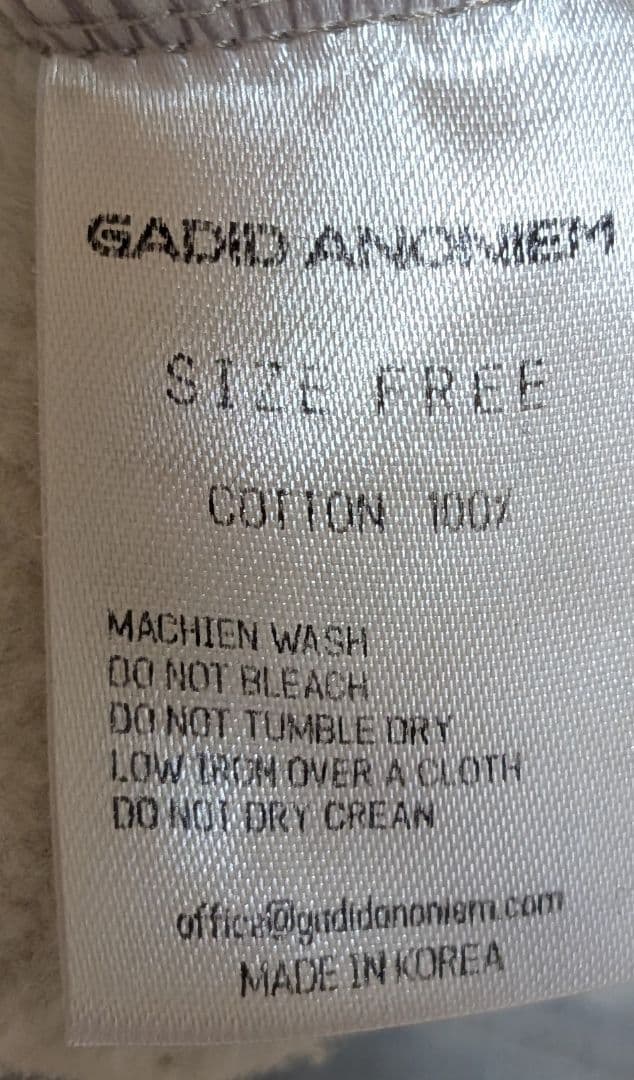 GADID ANONIEM
SIZE FREE
COTTON 100%
MACHIEN WASH
DO NOT BLEACH
DO NOT TUMBLE DRY
LOW IRON OVER A CLOTH
DO NOT DRY CREAN
office@gadidanoniem.com
MADE IN KOREA